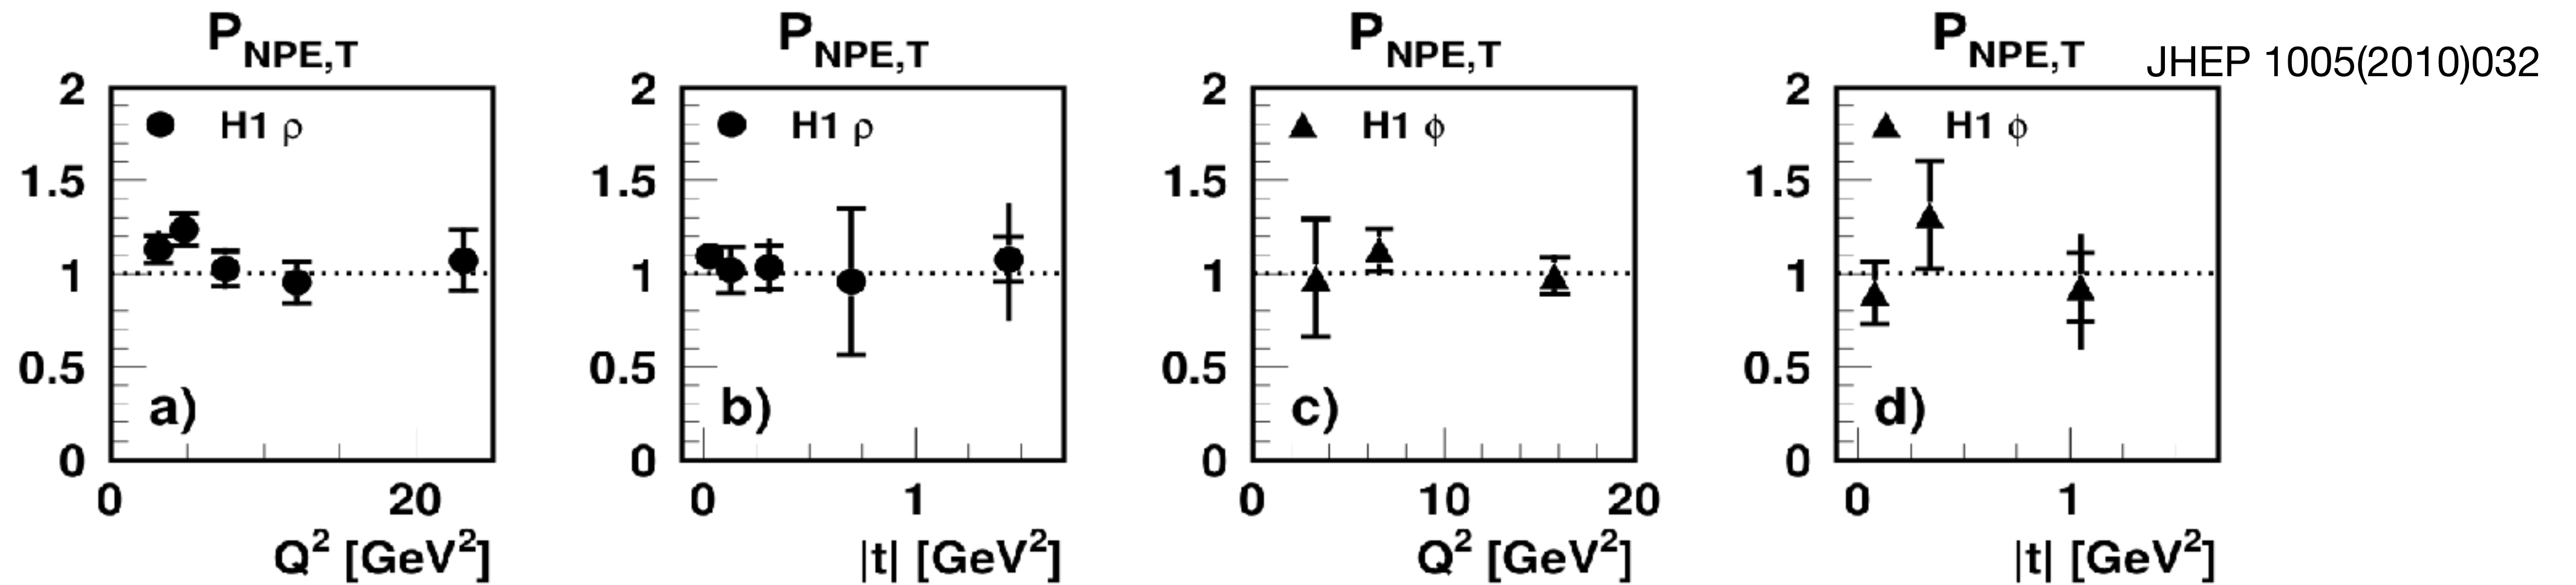 P_NPE,T
2
H1 ρ
1.5
1
0.5
a)
0
0 20
Q² [GeV²]
P_NPE,T
2
H1 ρ
1.5
1
0.5
b)
0
0 1
|t| [GeV²]
P_NPE,T
2
H1 ϕ
1.5
1
0.5
c)
0
0 10 20
Q² [GeV²]
P_NPE,T
2
H1 ϕ
1.5
1
0.5
d)
0
0 1
|t| [GeV²]
JHEP 1005(2010)032